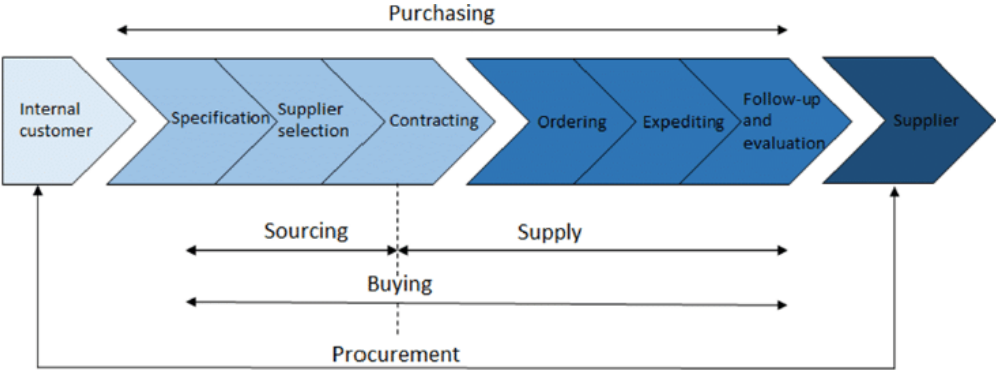 Purchasing
Internal
customer
Specification
Supplier
selection
Contracting
Ordering
Expediting
Follow-up
and
evaluation
Supplier
Sourcing
Supply
Buying
Procurement